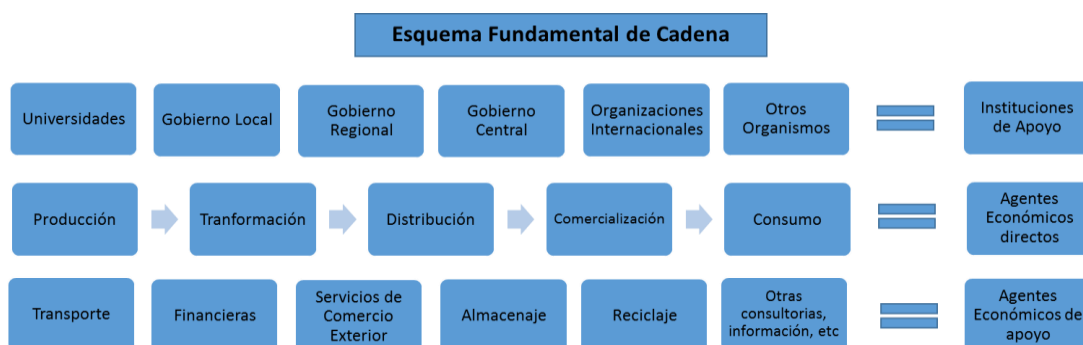 Esquema Fundamental de Cadena
Universidades
Gobierno Local
Gobierno
Regional
Gobierno
Central
Organizaciones
Internacionales
Otros
Organismos
Instituciones
de Apoyo
Producción
Tranformación
Distribución
Comercialización
Consumo
Agentes
Económicos
directos
Transporte
Financieras
Servicios de
Comercio
Exterior
Almacenaje
Reciclaje
Otras
consultorias,
información, etc
Agentes
Económicos de
apoyo